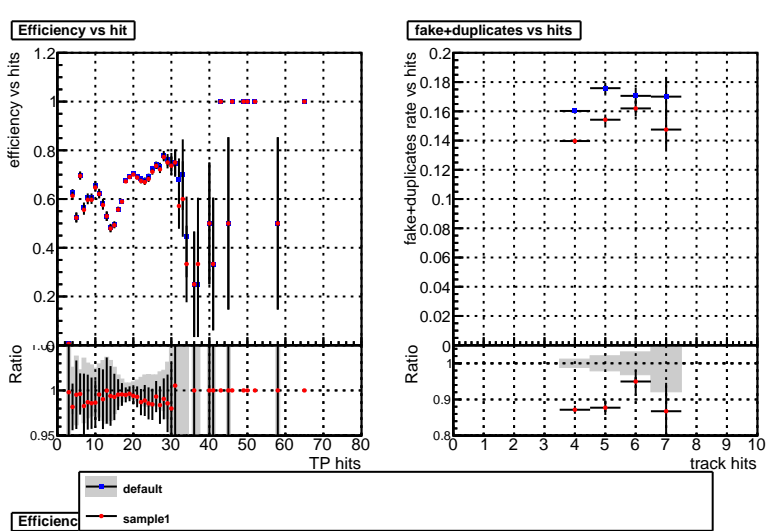 Efficiency vs hit
fake+duplicates vs hits
efficiency vs hits
1.2
1
0.8
0.6
0.4
0.2
0
Ratio
1
0.95
0 10 20 30 40 50 60 70 80
TP hits
fake+duplicates rate vs hits
0.2
0.18
0.16
0.14
0.12
0.1
0.08
0.06
0.04
0.02
0
Ratio
1
0.9
0.8
0 1 2 3 4 5 6 7 8 9 10
track hits
default
sample1
Efficienc